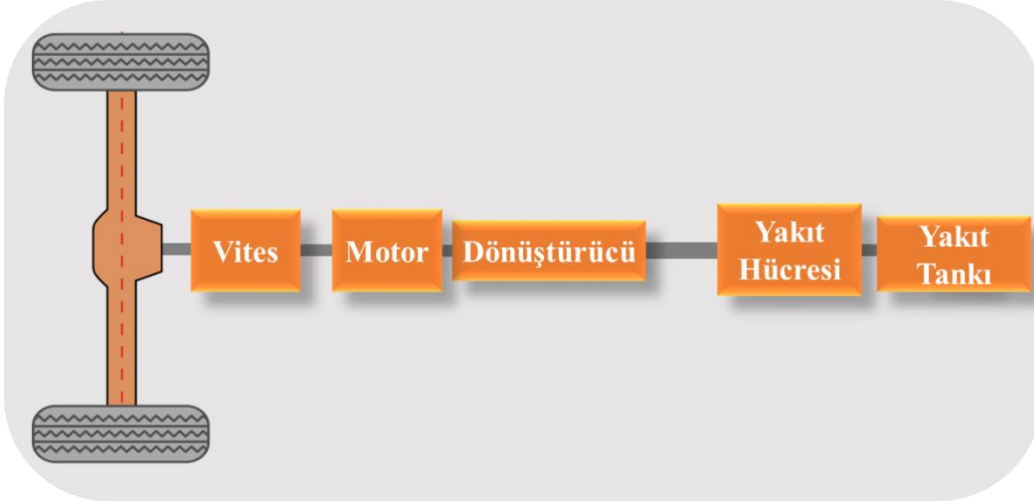 Vites
Motor
Dönüştürücü
Yakıt
Hücresi
Yakıt
Tankı